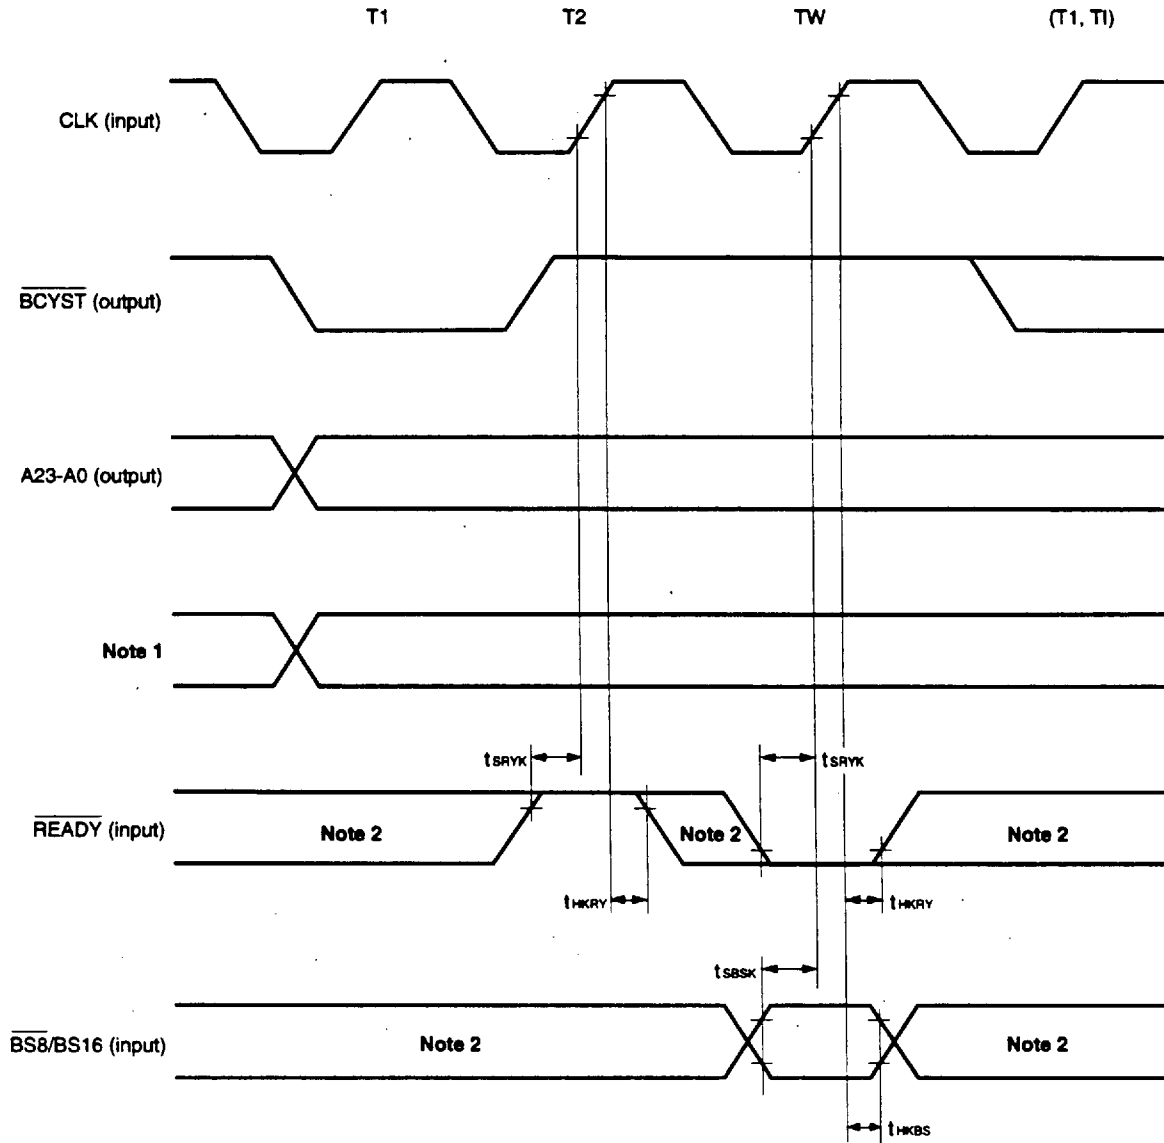 T1 T2 TW (T1, TI)
CLK (input)
BCYST (output)
A23-A0 (output)
Note 1
tSRYK tSRYK
READY (input) Note 2 Note 2 Note 2
tHKRY tHKRY
tSBSK
BS8/BS16 (input) Note 2 Note 2
tHKBS